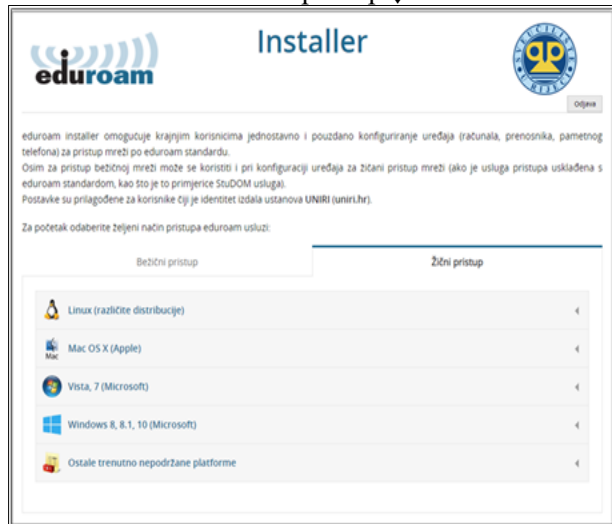 Installer
eduroam
SVEUČILIŠTE U RIJECI
Odjava
eduroam installer omogućuje krajnjim korisnicima jednostavno i pouzdano konfiguriranje uređaja (računala, prenosnika, pametnog
telefona) za pristup mreži po eduroam standardu.
Osim za pristup bežičnoj mreži može se koristiti i pri konfiguraciji uređaja za žičani pristup mreži (ako je usluga pristupa usklađena s
eduroam standardom, kao što je to primjerice StuDOM usluga).
Postavke su prilagođene za korisnike čiji je identitet izdala ustanova UNIRI (uniri.hr).
Za početak odaberite željeni način pristupa eduroam usluzi:
Bežični pristup
Žični pristup
Linux (različite distribucije)
Mac
Mac OS X (Apple)
Vista, 7 (Microsoft)
Windows 8, 8.1, 10 (Microsoft)
Ostale trenutno nepodržane platforme